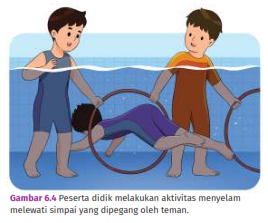 Gambar 6.4 Peserta didik melakukan aktivitas menyelam
melewati simpai yang dipegang oleh teman.